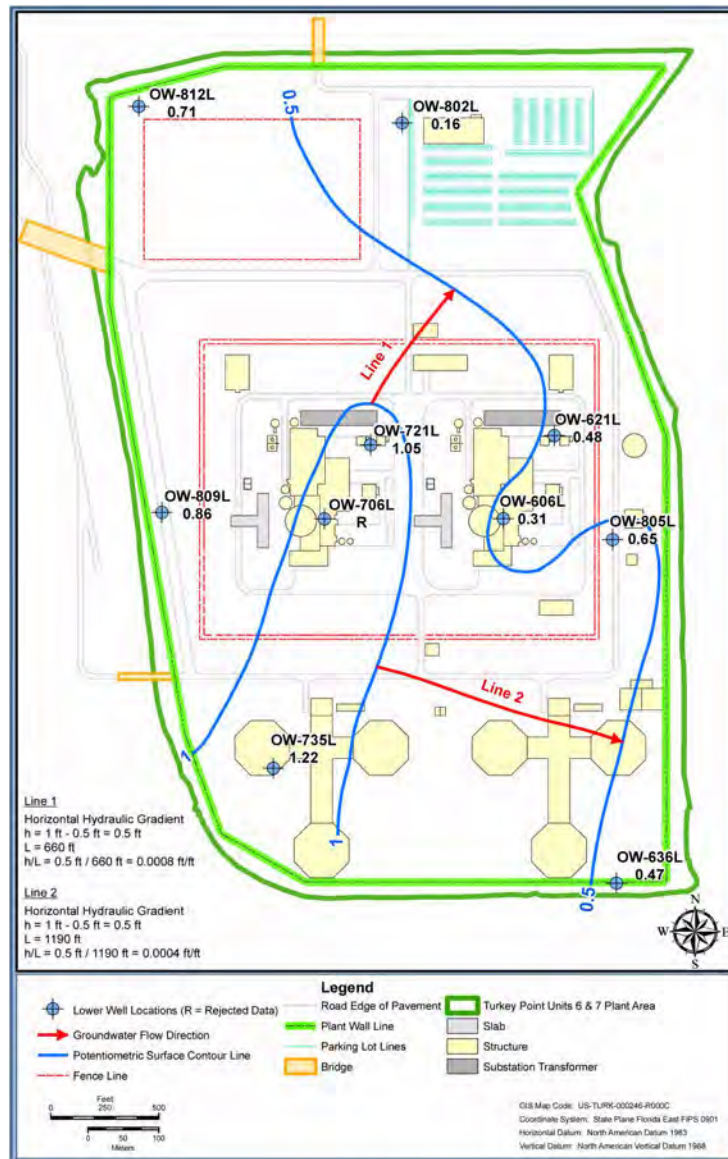 0.5
OW-812L
0.71
OW-802L
0.16
Line 1
OW-721L
1.05
OW-621L
0.48
OW-809L
0.86
OW-706L
R
OW-606L
0.31
OW-805L
0.65
Line 2
1
OW-735L
1.22
1
OW-636L
0.47
0.5
Line 1
Horizontal Hydraulic Gradient
h = 1 ft - 0.5 ft = 0.5 ft
L = 660 ft
h/L = 0.5 ft / 660 ft = 0.0008 ft/ft
Line 2
Horizontal Hydraulic Gradient
h = 1 ft - 0.5 ft = 0.5 ft
L = 1190 ft
h/L = 0.5 ft / 1190 ft = 0.0004 ft/ft
N
W E
S
Legend
Lower Well Locations (R = Rejected Data)
Groundwater Flow Direction
Potentiometric Surface Contour Line
Fence Line
Road Edge of Pavement
Plant Wall Line
Parking Lot Lines
Bridge
Turkey Point Units 6 & 7 Plant Area
Slab
Structure
Substation Transformer
Feet
0 250 500
0 50 100
Meters
GIS Map Code: US-TURK-000246-R000C
Coordinate System: State Plane Florida East FIPS 0901
Horizontal Datum: North American Datum 1983
Vertical Datum: North American Vertical Datum 1988